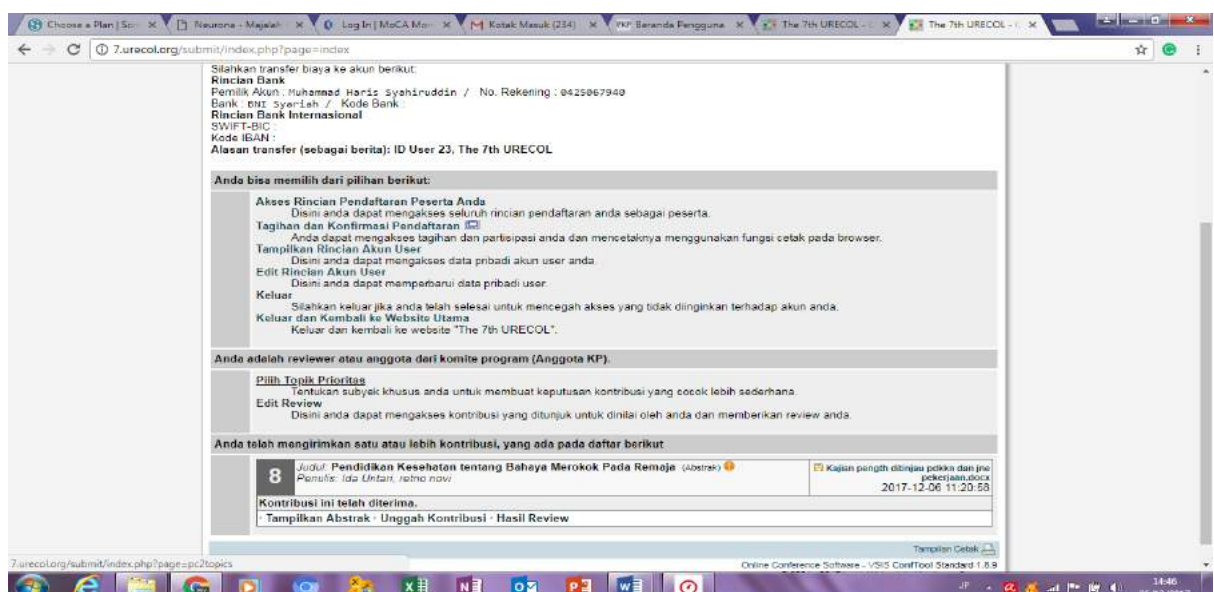 Choose a Plan | Sci
Neurona - Majalah
Log In | MoCA Mon
Kotak Masuk (234)
Beranda Pengguna
The 7th URECOL - 
The 7th URECOL - 
7.urecol.org/submit/index.php?page=index
Silahkan transfer biaya ke akun berikut:
Rincian Bank
Pemilik Akun : Muhammad Haris Syahiruddin / No. Rekening : 0425067940
Bank : BNI Syariah / Kode Bank :
Rincian Bank Internasional
SWIFT-BIC :
Kode IBAN :
Alasan transfer (sebagai berita): ID User 23, The 7th URECOL
Anda bisa memilih dari pilihan berikut:
Akses Rincian Pendaftaran Peserta Anda
Disini anda dapat mengakses seluruh rincian pendaftaran anda sebagai peserta.
Tagihan dan Konfirmasi Pendaftaran
Anda dapat mengakses tagihan dan partisipasi anda dan mencetaknya menggunakan fungsi cetak pada browser.
Tampilkan Rincian Akun User
Disini anda dapat mengakses data pribadi akun user anda.
Edit Rincian Akun User
Disini anda dapat memperbarui data pribadi user.
Keluar
Silahkan keluar jika anda telah selesai untuk mencegah akses yang tidak diinginkan terhadap akun anda.
Keluar dan Kembali ke Website Utama
Keluar dan kembali ke website "The 7th URECOL".
Anda adalah reviewer atau anggota dari komite program (Anggota KP).
Pilih Topik Prioritas
Tentukan subyek khusus anda untuk membuat keputusan kontribusi yang cocok lebih sederhana.
Edit Review
Disini anda dapat mengakses kontribusi yang ditunjuk untuk dinilai oleh anda dan memberikan review anda.
Anda telah mengirimkan satu atau lebih kontribusi, yang ada pada daftar berikut
8
Judul: Pendidikan Kesehatan tentang Bahaya Merokok Pada Remaja (Abstrak)
Penulis: Ida Untari, retno novi
Kajian pength ditinjau pdkkn dan jne
pekerjaan.docx
2017-12-06 11:20:58
Kontribusi ini telah diterima.
· Tampilkan Abstrak · Unggah Kontribusi · Hasil Review
Tampilan Cetak
7.urecol.org/submit/index.php?page=pc2topics
Online Conference Software - VSIS ConfTool Standard 1.8.9
JP
14:46